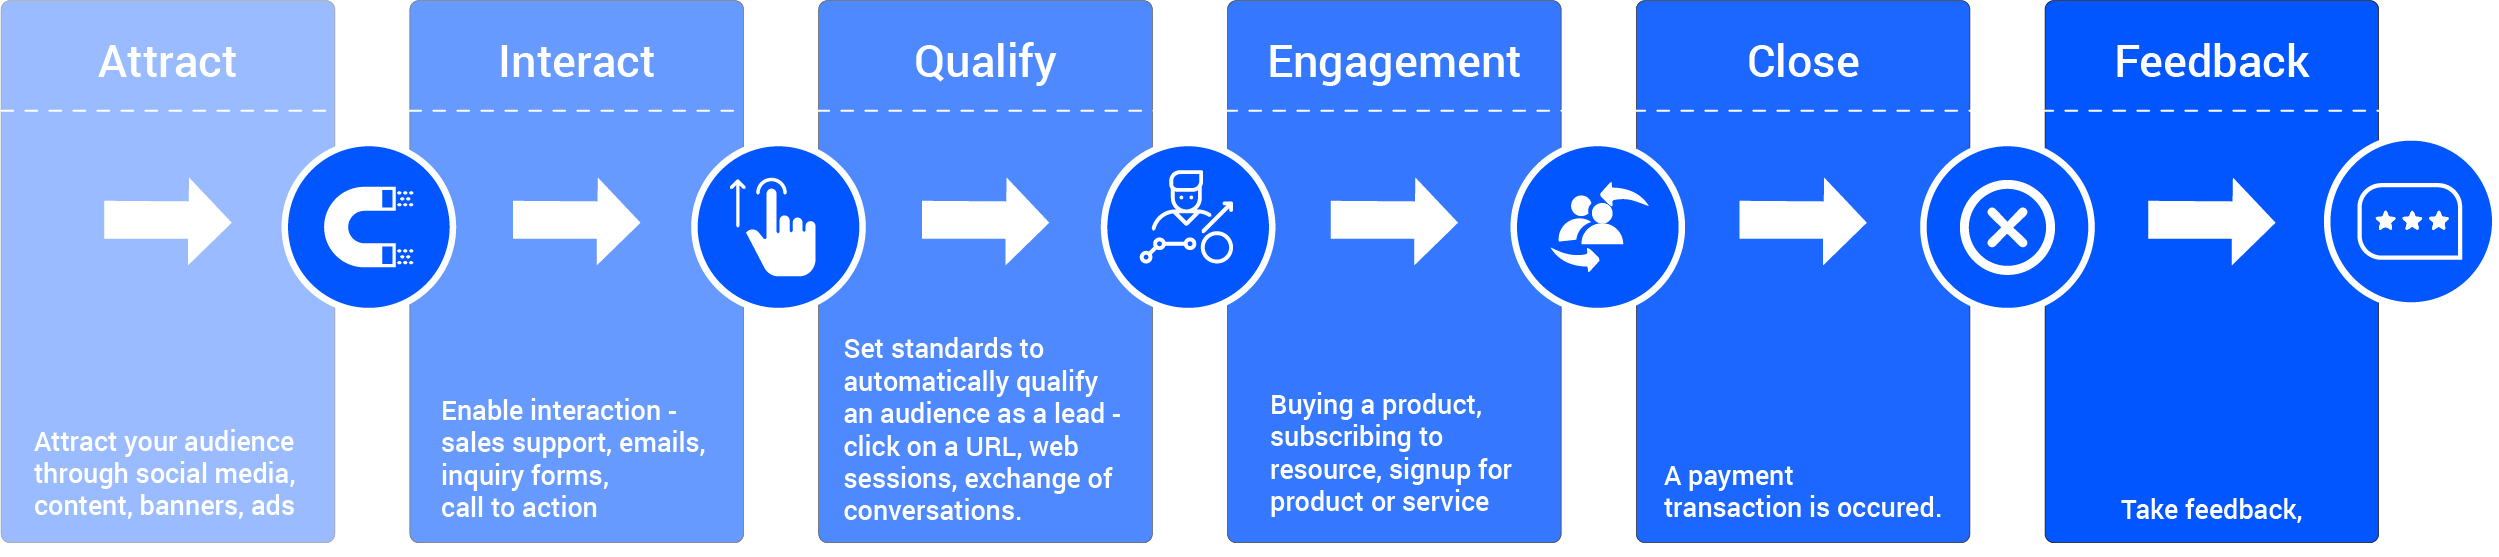 Attract
Attract your audience
through social media,
content, banners, ads
Interact
Enable interaction -
sales support, emails,
inquiry forms,
call to action
Qualify
Set standards to
automatically qualify
an audience as a lead -
click on a URL, web
sessions, exchange of
conversations.
Engagement
Buying a product,
subscribing to
resource, signup for
product or service
Close
A payment
transaction is occured.
Feedback
Take feedback,